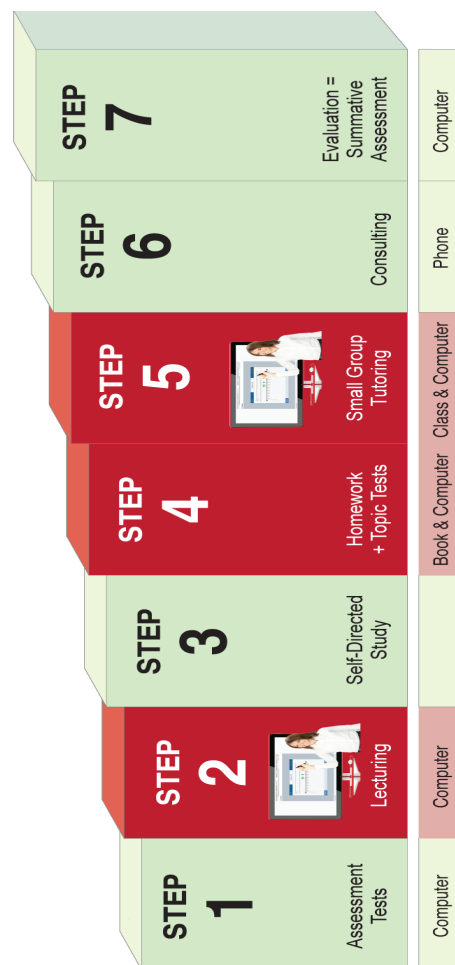 STEP
1
Assessment
Tests
Computer
STEP
2
Lecturing
Computer
STEP
3
Self-Directed
Study
STEP
4
Homework
+ Topic Tests
Book & Computer
STEP
5
Small Group
Tutoring
Class & Computer
STEP
6
Consulting
Phone
STEP
7
Evaluation =
Summative
Assessment
Computer